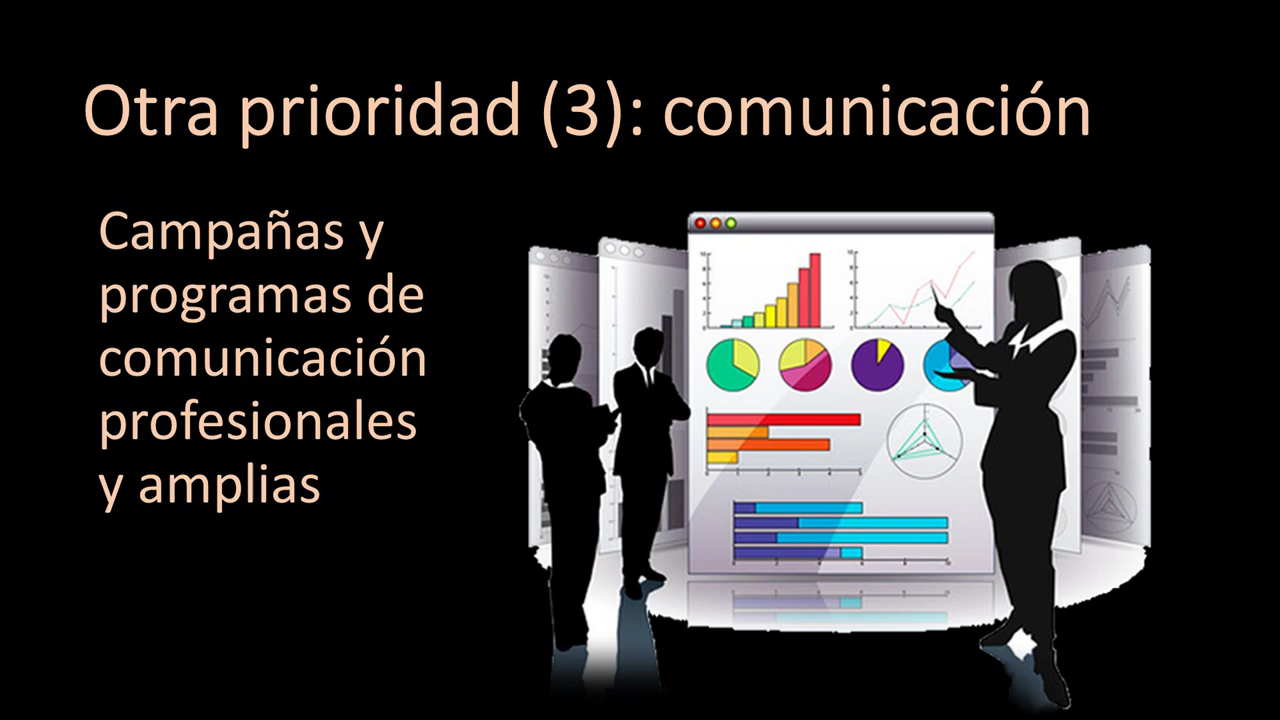 Otra prioridad (3): comunicación
Campañas y
programas de
comunicación
profesionales
y amplias